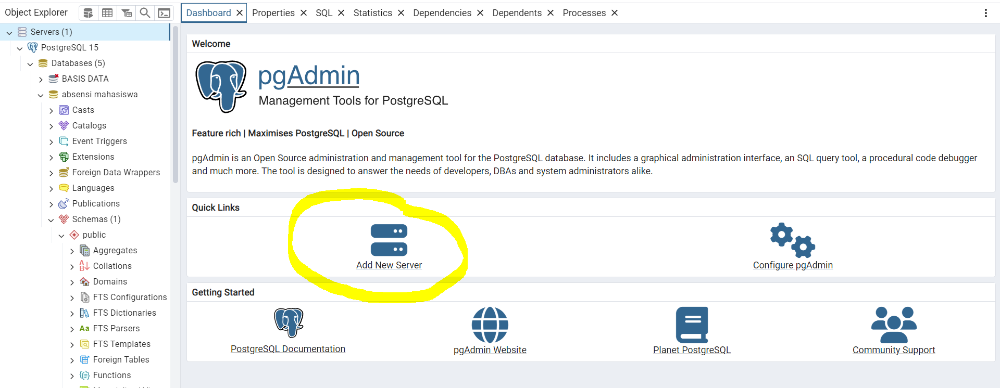 Object Explorer
Dashboard
Properties
SQL
Statistics
Dependencies
Dependents
Processes
Servers (1)
PostgreSQL 15
Databases (5)
BASIS DATA
absensi mahasiswa
Casts
Catalogs
Event Triggers
Extensions
Foreign Data Wrappers
Languages
Publications
Schemas (1)
public
Aggregates
Collations
Domains
FTS Configurations
FTS Dictionaries
Aa FTS Parsers
FTS Templates
Foreign Tables
Functions
Welcome
pgAdmin
Management Tools for PostgreSQL
Feature rich | Maximises PostgreSQL | Open Source
pgAdmin is an Open Source administration and management tool for the PostgreSQL database. It includes a graphical administration interface, an SQL query tool, a procedural code debugger
and much more. The tool is designed to answer the needs of developers, DBAs and system administrators alike.
Quick Links
Add New Server
Configure pgAdmin
Getting Started
PostgreSQL Documentation
pgAdmin Website
Planet PostgreSQL
Community Support